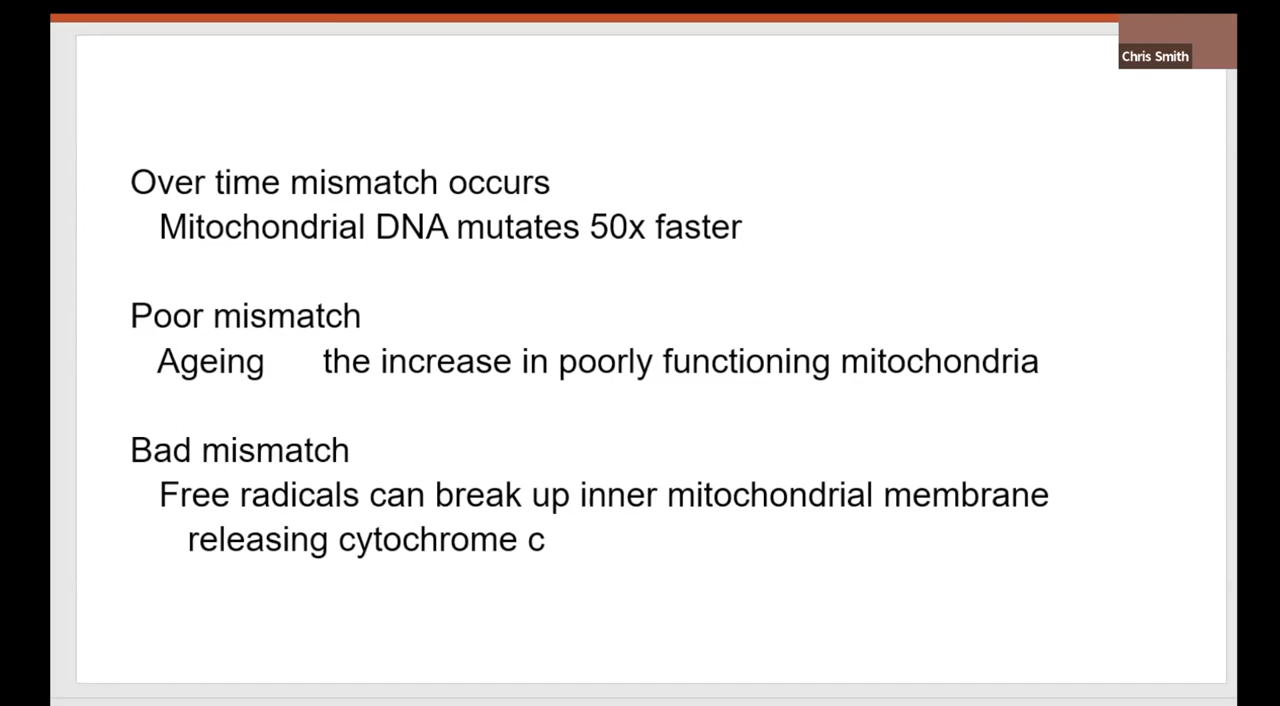 Chris Smith
Over time mismatch occurs
Mitochondrial DNA mutates 50x faster
Poor mismatch
Ageing the increase in poorly functioning mitochondria
Bad mismatch
Free radicals can break up inner mitochondrial membrane
releasing cytochrome c